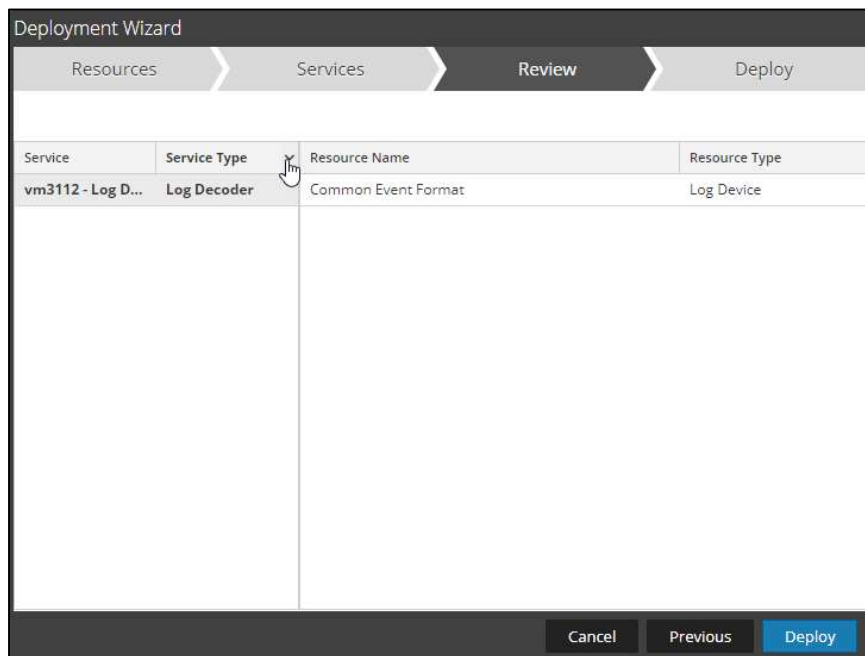 Deployment Wizard
Resources Services Review Deploy
Service Service Type Resource Name Resource Type
vm3112 - Log D... Log Decoder Common Event Format Log Device
Cancel Previous Deploy